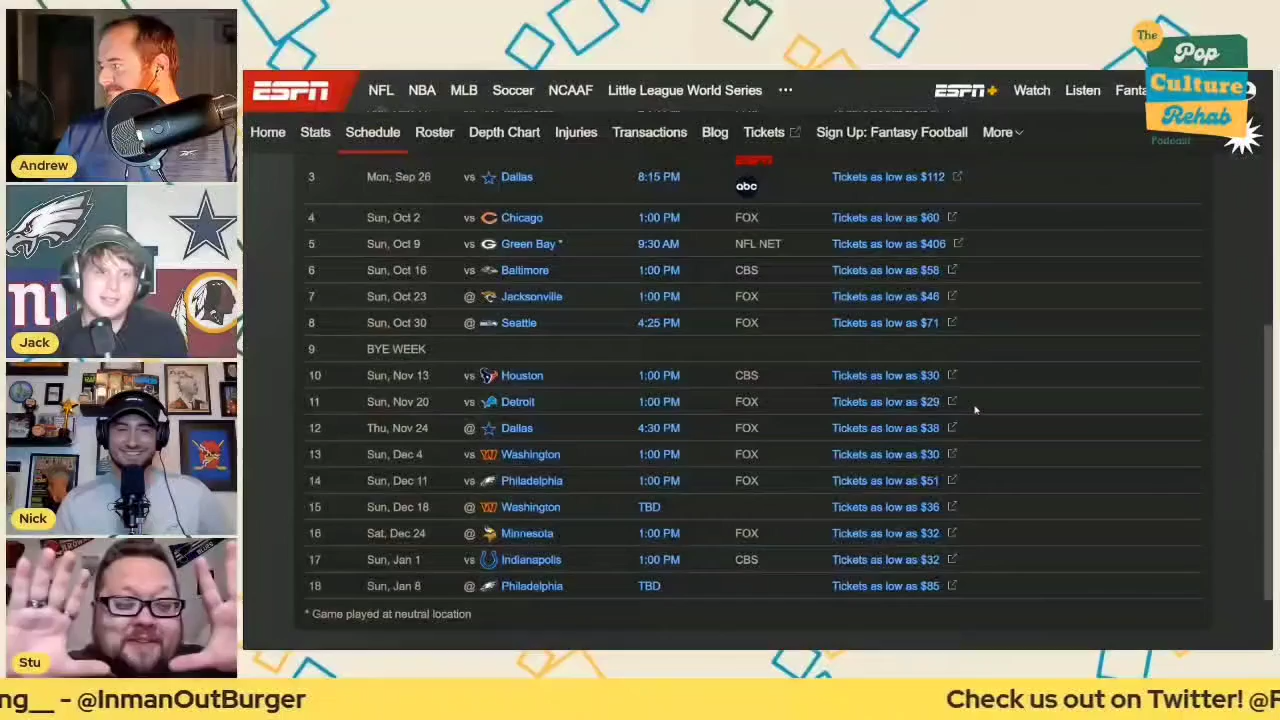 The
Pop
Culture
Rehab
Podcast
ESPN NFL NBA MLB Soccer NCAAF Little League World Series ••• ESPN+ Watch Listen Fanta
Home Stats Schedule Roster Depth Chart Injuries Transactions Blog Tickets Sign Up: Fantasy Football More
ESPN
3 Mon, Sep 26 vs Dallas 8:15 PM abc Tickets as low as $112
4 Sun, Oct 2 vs Chicago 1:00 PM FOX Tickets as low as $60
5 Sun, Oct 9 vs Green Bay * 9:30 AM NFL NET Tickets as low as $406
6 Sun, Oct 16 vs Baltimore 1:00 PM CBS Tickets as low as $58
7 Sun, Oct 23 @ Jacksonville 1:00 PM FOX Tickets as low as $46
8 Sun, Oct 30 @ Seattle 4:25 PM FOX Tickets as low as $71
9 BYE WEEK
10 Sun, Nov 13 vs Houston 1:00 PM CBS Tickets as low as $30
11 Sun, Nov 20 vs Detroit 1:00 PM FOX Tickets as low as $29
12 Thu, Nov 24 @ Dallas 4:30 PM FOX Tickets as low as $38
13 Sun, Dec 4 vs Washington 1:00 PM FOX Tickets as low as $30
14 Sun, Dec 11 vs Philadelphia 1:00 PM FOX Tickets as low as $51
15 Sun, Dec 18 @ Washington TBD Tickets as low as $36
16 Sat, Dec 24 @ Minnesota 1:00 PM FOX Tickets as low as $32
17 Sun, Jan 1 vs Indianapolis 1:00 PM CBS Tickets as low as $32
18 Sun, Jan 8 @ Philadelphia TBD Tickets as low as $85
* Game played at neutral location
Andrew
Jack
Nick
Stu
ng__ - @InmanOutBurger Check us out on Twitter! @F